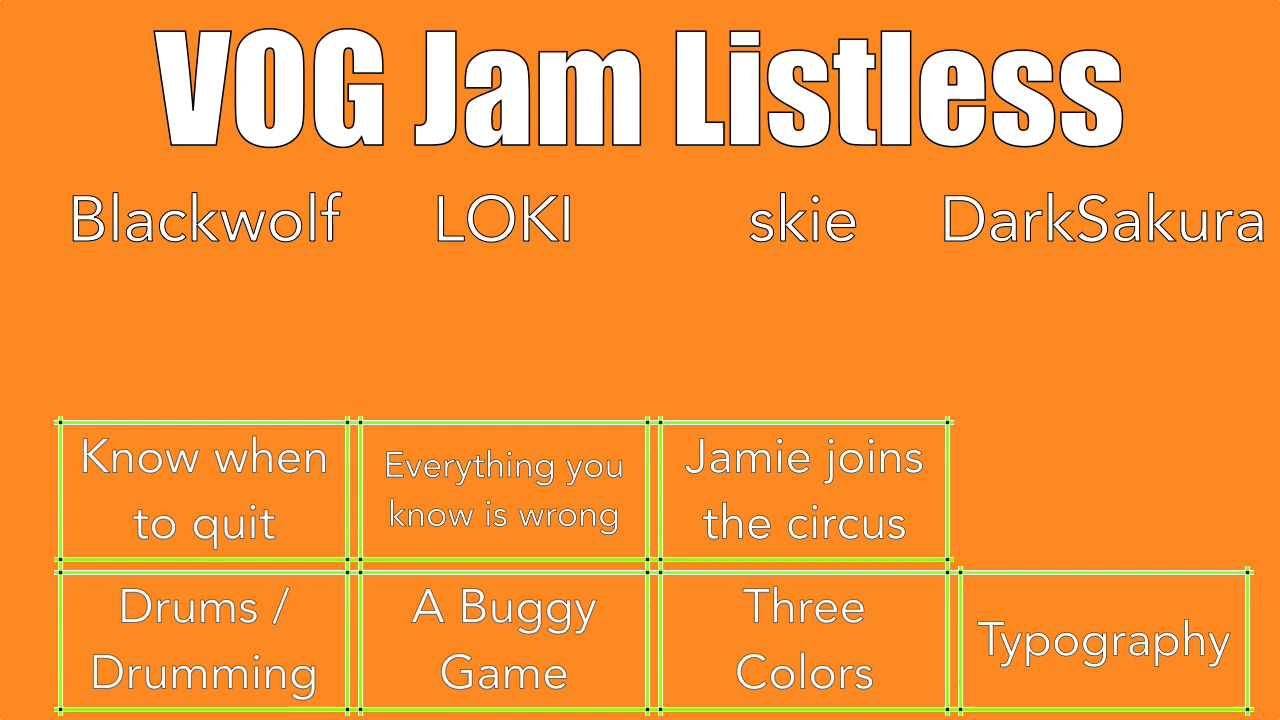 VOG Jam Listless
Blackwolf LOKI skie DarkSakura
Know when
to quit
Everything you
know is wrong
Jamie joins
the circus
Drums /
Drumming
A Buggy
Game
Three
Colors
Typography